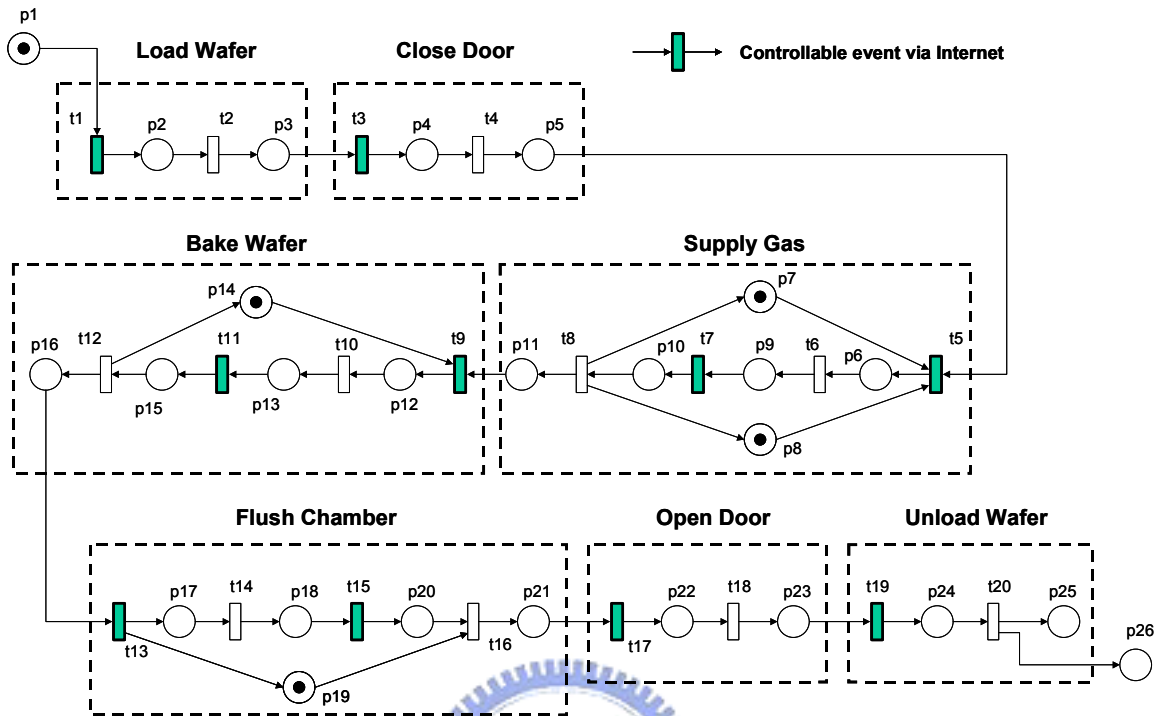 p1
Load Wafer
Close Door
Controllable event via Internet
t1
p2
t2
p3
t3
p4
t4
p5
Bake Wafer
Supply Gas
p14
p7
p16
t12
t11
t10
t9
p11
t8
p10
t7
p9
t6
p6
t5
p15
p13
p12
p8
Flush Chamber
Open Door
Unload Wafer
p17
t14
p18
t15
p20
p21
p22
t18
p23
t19
p24
t20
p25
t13
p19
t16
t17
p26